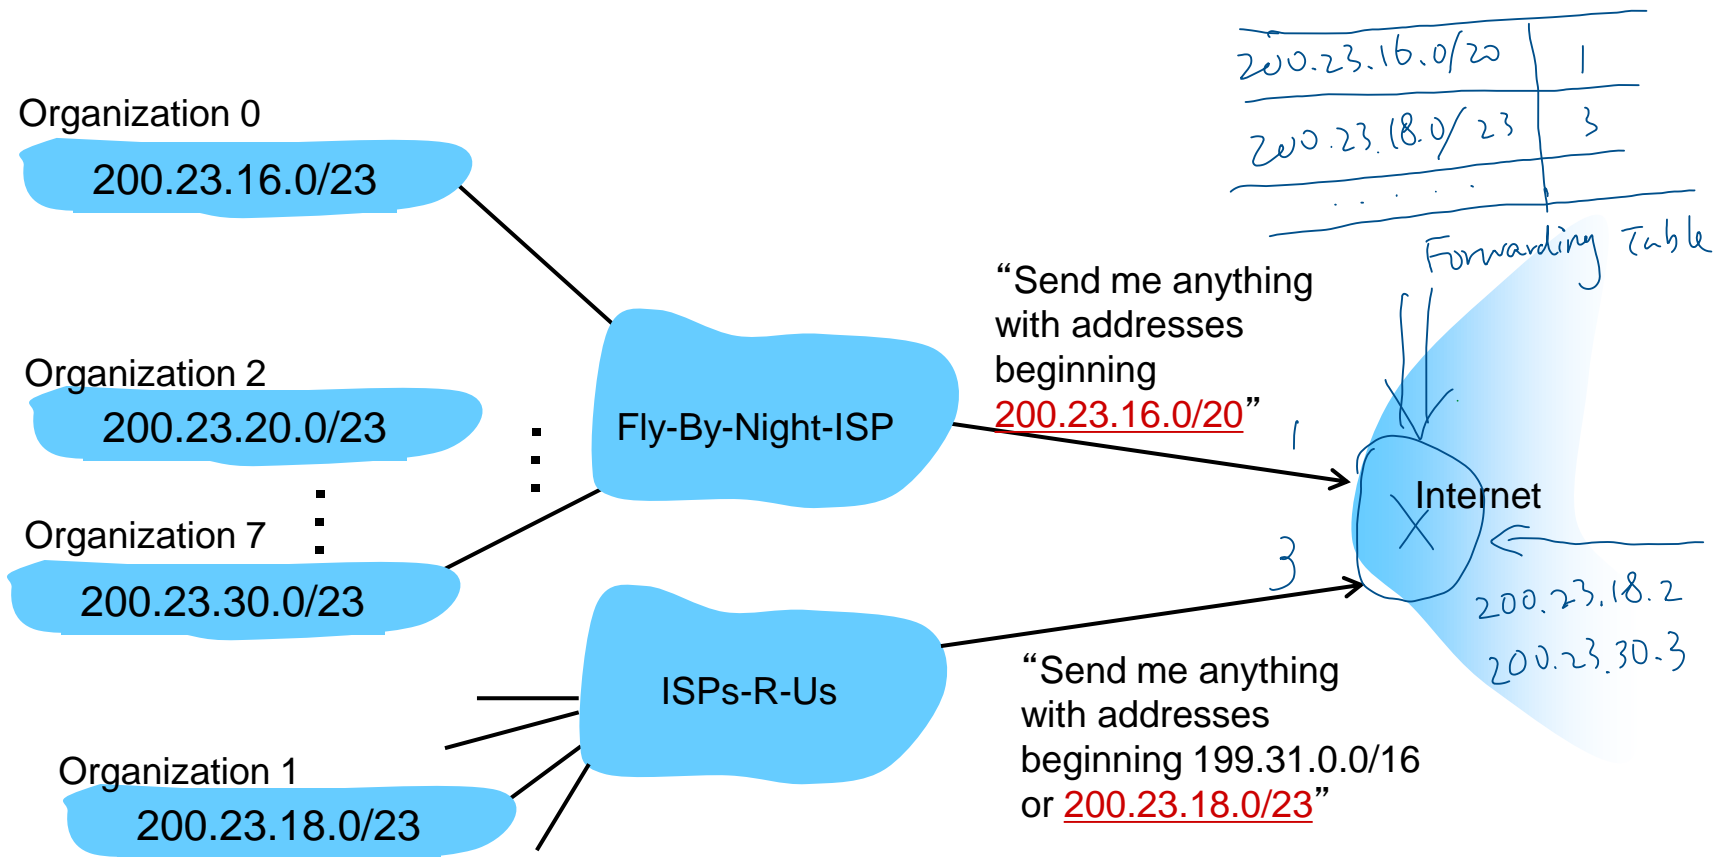 200.23.16.0/20 1
200.23.18.0/23 3
. . . . .
Forwarding Table
Organization 0
200.23.16.0/23
Organization 2
200.23.20.0/23
Organization 7
200.23.30.0/23
Fly-By-Night-ISP
“Send me anything
with addresses
beginning
200.23.16.0/20”
1
Internet
3
200.23.18.2
200.23.30.3
ISPs-R-Us
“Send me anything
with addresses
beginning 199.31.0.0/16
or 200.23.18.0/23”
Organization 1
200.23.18.0/23